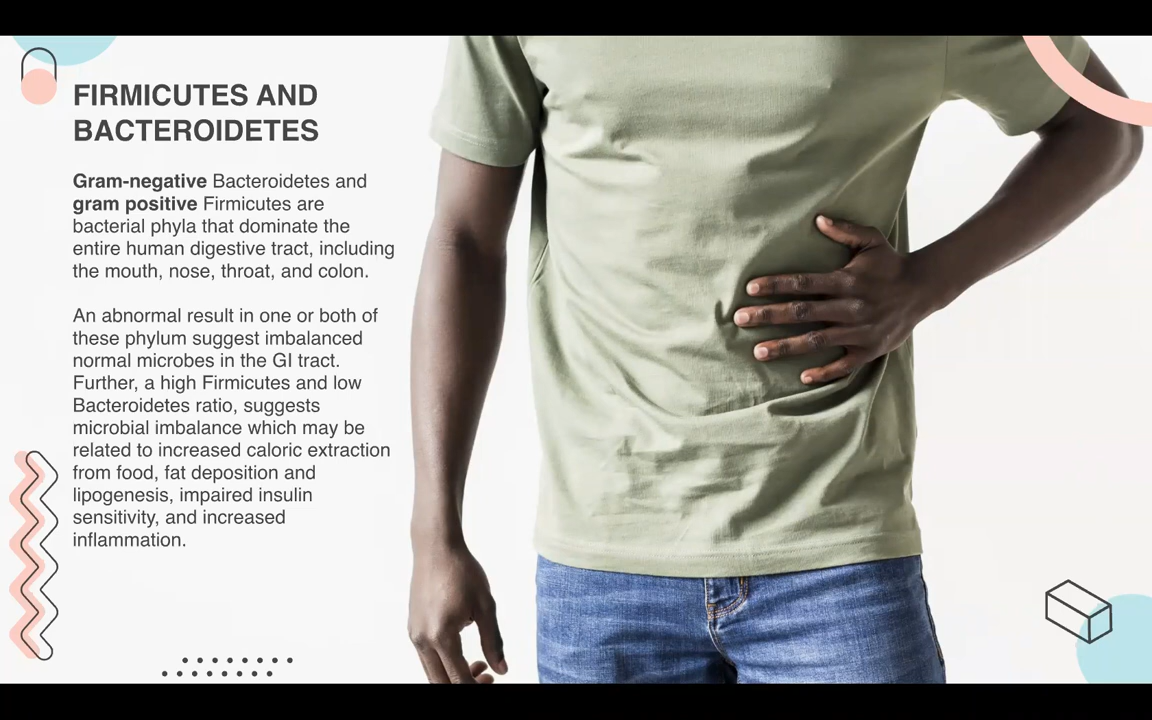 FIRMICUTES AND
BACTEROIDETES
Gram-negative Bacteroidetes and
gram positive Firmicutes are
bacterial phyla that dominate the
entire human digestive tract, including
the mouth, nose, throat, and colon.
An abnormal result in one or both of
these phylum suggest imbalanced
normal microbes in the GI tract.
Further, a high Firmicutes and low
Bacteroidetes ratio, suggests
microbial imbalance which may be
related to increased caloric extraction
from food, fat deposition and
lipogenesis, impaired insulin
sensitivity, and increased
inflammation.